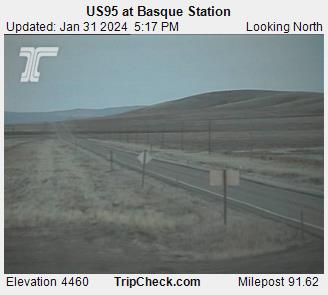 US95 at Basque Station
Updated: Jan 31 2024 5:17 PM Looking North
Elevation 4460 TripCheck.com Milepost 91.62